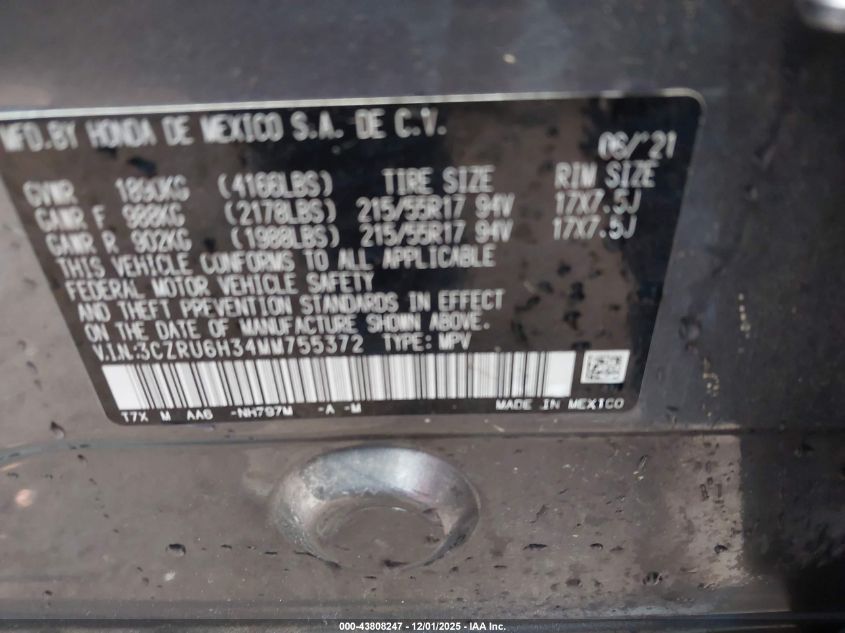 MFD.BY HONDA DE MEXICO S.A. DE C.V.
06/'21
GVWR 1890KG (4166LBS) TIRE SIZE RIM SIZE
GAWR F 988KG (2178LBS) 215/55R17 94V 17X7.5J
GAWR R 902KG (1988LBS) 215/55R17 94V 17X7.5J
THIS VEHICLE CONFORMS TO ALL APPLICABLE
FEDERAL MOTOR VEHICLE SAFETY
AND THEFT PREVENTION STANDARDS IN EFFECT
ON THE DATE OF MANUFACTURE SHOWN ABOVE.
V.I.N.:3CZRU6H34MM755372 TYPE: MPV
T7X M AA6 -NH797M -A -M MADE IN MEXICO
000-43808247 • 12/01/2025 - IAA Inc.